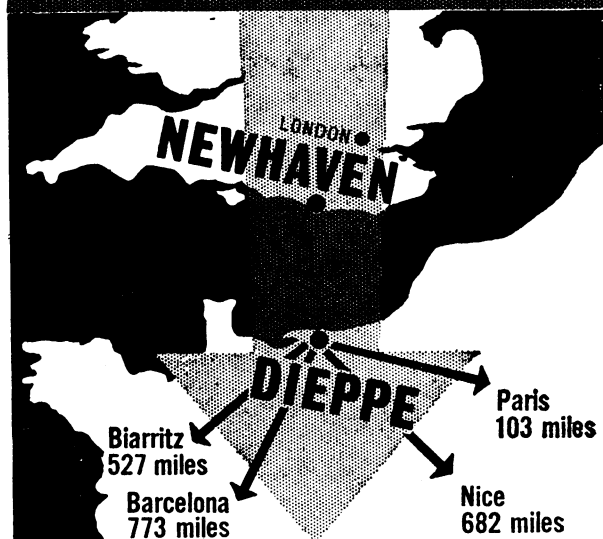 LONDON
NEWHAVEN
DIEPPE
Paris
103 miles
Biarritz
527 miles
Barcelona
773 miles
Nice
682 miles